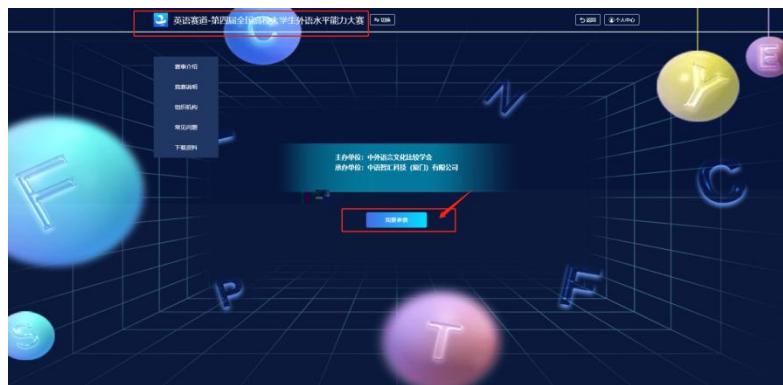 英语赛道-第四届全国高校大学生外语水平能力大赛
切换
返回
个人中心
赛事介绍
竞赛说明
组织机构
常见问题
下载资料
主办单位：中外语言文化比较学会
承办单位：中语智汇科技（厦门）有限公司
我要参赛
C
E
Y
N
F
C
P
F
S
T